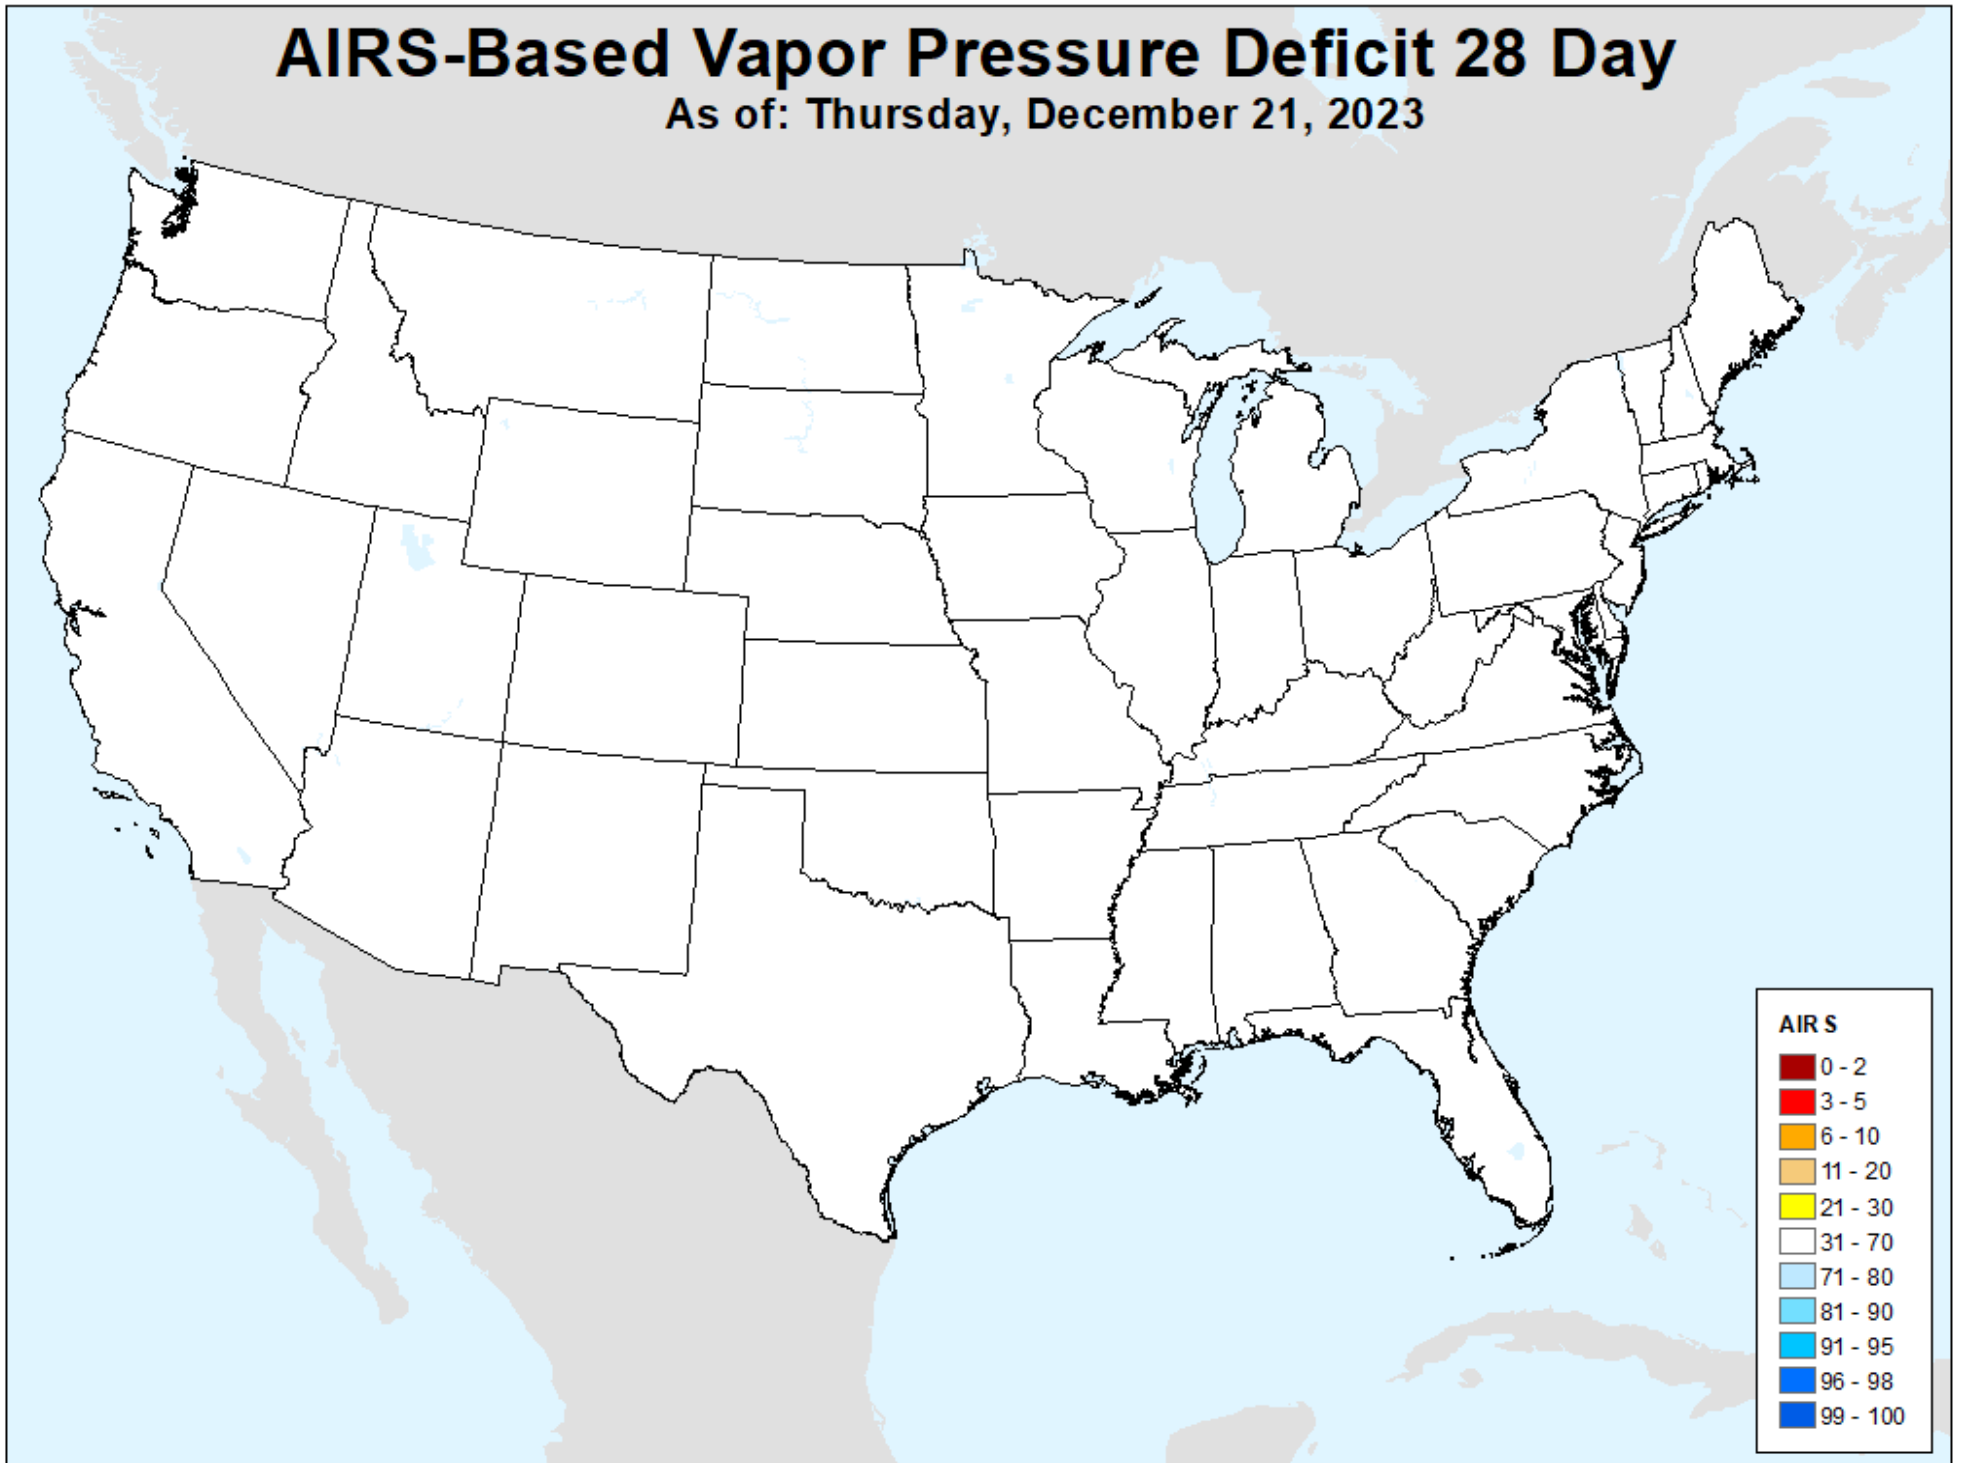 AIRS-Based Vapor Pressure Deficit 28 Day
As of: Thursday, December 21, 2023
AIRS
0 - 2
3 - 5
6 - 10
11 - 20
21 - 30
31 - 70
71 - 80
81 - 90
91 - 95
96 - 98
99 - 100